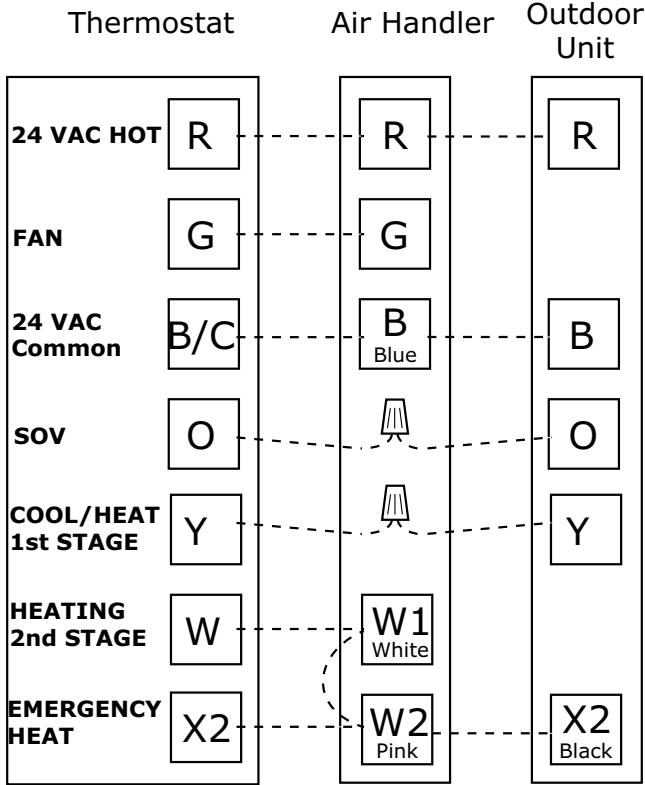 Thermostat
Air Handler
Outdoor
Unit
24 VAC HOT
R
R
R
FAN
G
G
24 VAC
Common
B/C
B
Blue
B
SOV
O
O
COOL/HEAT
1st STAGE
Y
Y
HEATING
2nd STAGE
W
W1
White
EMERGENCY
HEAT
X2
W2
Pink
X2
Black